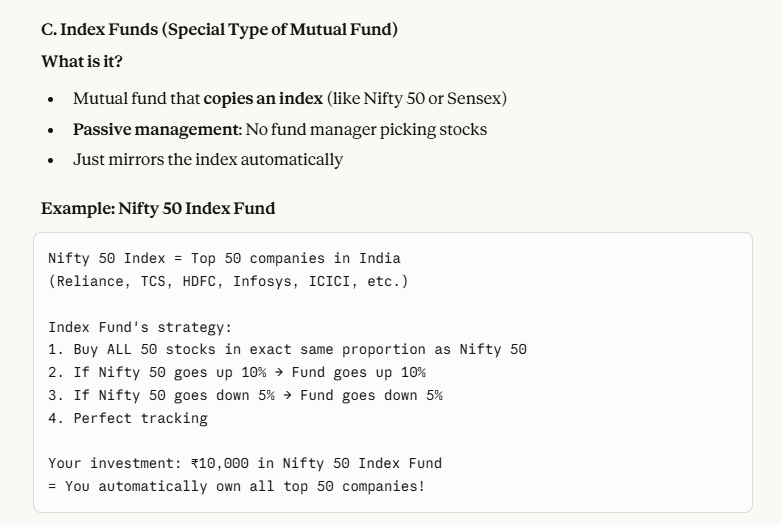 C. Index Funds (Special Type of Mutual Fund)
What is it?
• Mutual fund that copies an index (like Nifty 50 or Sensex)
• Passive management: No fund manager picking stocks
• Just mirrors the index automatically
Example: Nifty 50 Index Fund
Nifty 50 Index = Top 50 companies in India
(Reliance, TCS, HDFC, Infosys, ICICI, etc.)
Index Fund's strategy:
1. Buy ALL 50 stocks in exact same proportion as Nifty 50
2. If Nifty 50 goes up 10% → Fund goes up 10%
3. If Nifty 50 goes down 5% → Fund goes down 5%
4. Perfect tracking
Your investment: ₹10,000 in Nifty 50 Index Fund
= You automatically own all top 50 companies!